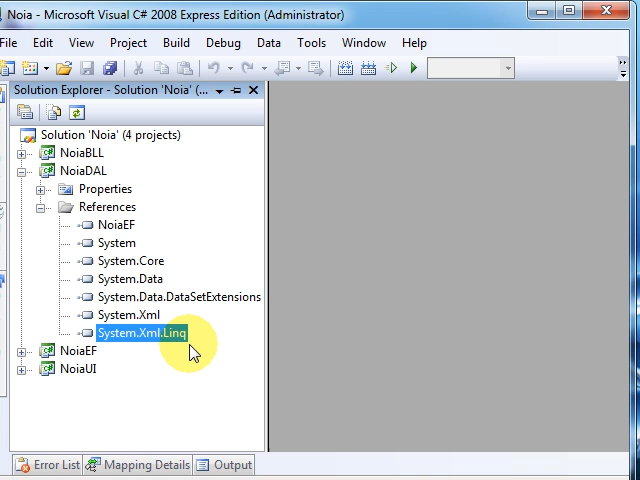 Noia - Microsoft Visual C# 2008 Express Edition (Administrator)
File Edit View Project Build Debug Data Tools Window Help
Solution Explorer - Solution 'Noia' (...
Solution 'Noia' (4 projects)
NoiaBLL
NoiaDAL
Properties
References
NoiaEF
System
System.Core
System.Data
System.Data.DataSetExtensions
System.Xml
System.Xml.Linq
NoiaEF
NoiaUI
Error List Mapping Details Output